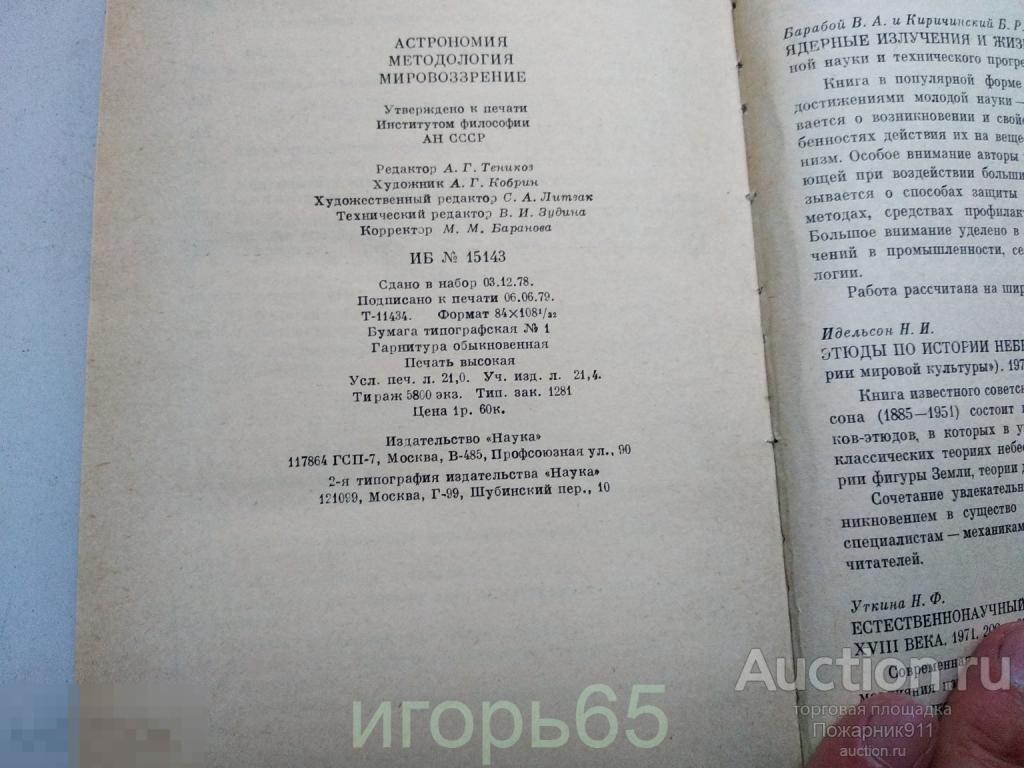 АСТРОНОМИЯ
МЕТОДОЛОГИЯ
МИРОВОЗЗРЕНИЕ
Утверждено к печати
Институтом философии
АН СССР
Редактор А. Г. Теников
Художник А. Г. Кобрин
Художественный редактор С. А. Литвак
Технический редактор В. И. Зудина
Корректор М. М. Баранова
ИБ № 15143
Сдано в набор 03.12.78.
Подписано к печати 06.06.79.
Т-11434. Формат 84×108¹/₃₂
Бумага типографская № 1
Гарнитура обыкновенная
Печать высокая
Усл. печ. л. 21,0. Уч. изд. л. 21,4.
Тираж 5800 экз. Тип. зак. 1281
Цена 1р. 60к.
Издательство «Наука»
117864 ГСП-7, Москва, В-485, Профсоюзная ул., 90
2-я типография издательства «Наука»
121099, Москва, Г-99, Шубинский пер., 10
Барабой В. А. и Киричинский Б. Р
ЯДЕРНЫЕ ИЗЛУЧЕНИЯ И ЖИЗ
ной науки и технического прогре
Книга в популярной форме
достижениями молодой науки —
вается о возникновении и свой
бенностях действия их на веще
низм. Особое внимание авторы
ющей при воздействии больши
зывается о способах защиты
методах, средствах профилакт
Большое внимание уделено в
чений в промышленности, се
логии.
Работа рассчитана на шир
Идельсон Н. И.
ЭТЮДЫ ПО ИСТОРИИ НЕБЕ
рии мировой культуры»). 197
Книга известного советск
сона (1885—1951) состоит
ков-этюдов, в которых в у
классических теориях небес
рии фигуры Земли, теории
Сочетание увлекательн
никновением в существо
специалистам — механикам
читателей.
Уткина Н. Ф.
ЕСТЕСТВЕННОНАУЧНЫЙ
XVIII ВЕКА. 1971.
Современна
Auction.ru
торговая площадка
Пожарник911
auction.ru
игорь65